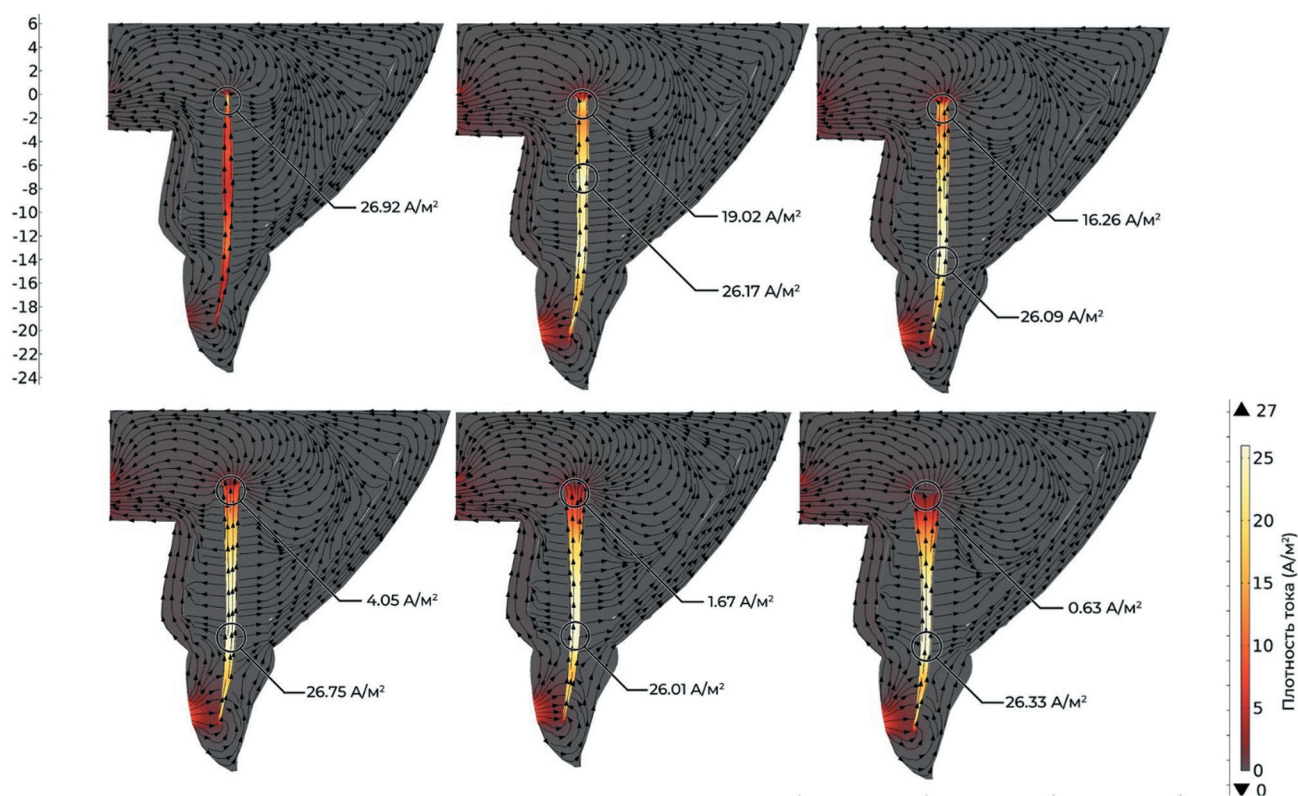 6
4
2
0
-2
-4
-6
-8
-10
-12
-14
-16
-18
-20
-22
-24
26.92 А/м²
19.02 А/м²
26.17 А/м²
16.26 А/м²
26.09 А/м²
4.05 А/м²
26.75 А/м²
1.67 А/м²
26.01 А/м²
0.63 А/м²
26.33 А/м²
27
25
20
15
10
5
0
0
Плотность тока (А/м²)